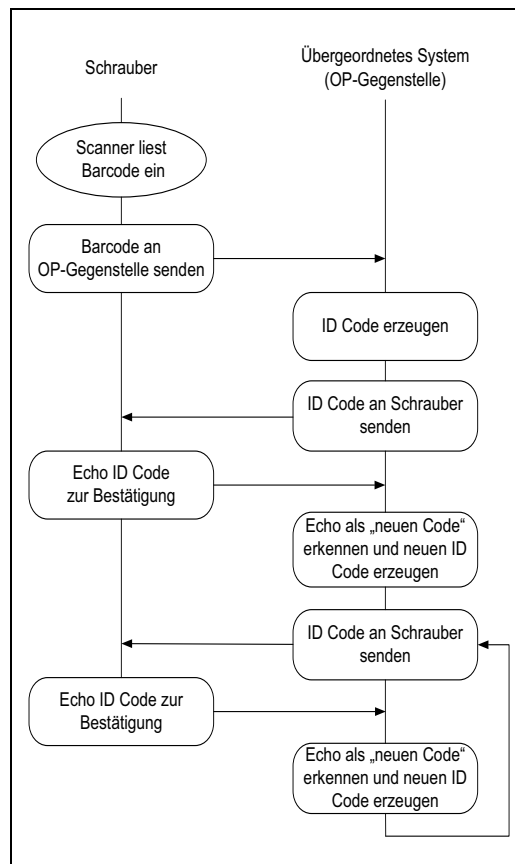 Schrauber
Übergeordnetes System
(OP-Gegenstelle)
Scanner liest
Barcode ein
Barcode an
OP-Gegenstelle senden
ID Code erzeugen
ID Code an Schrauber
senden
Echo ID Code
zur Bestätigung
Echo als „neuen Code“
erkennen und neuen ID
Code erzeugen
ID Code an Schrauber
senden
Echo ID Code zur
Bestätigung
Echo als „neuen Code“
erkennen und neuen ID
Code erzeugen